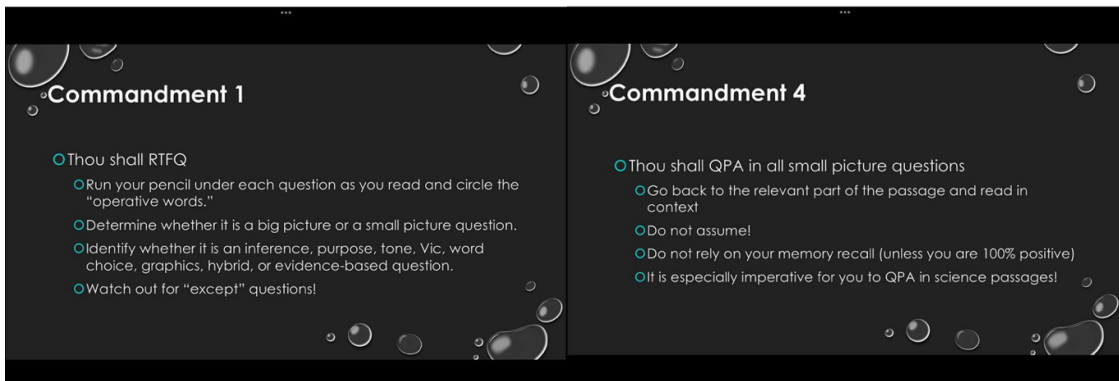 Commandment 1
Thou shall RTFQ
Run your pencil under each question as you read and circle the
“operative words.”
Determine whether it is a big picture or a small picture question.
Identify whether it is an inference, purpose, tone, Vic, word
choice, graphics, hybrid, or evidence-based question.
Watch out for “except” questions!
Commandment 4
Thou shall QPA in all small picture questions
Go back to the relevant part of the passage and read in
context
Do not assume!
Do not rely on your memory recall (unless you are 100% positive)
It is especially imperative for you to QPA in science passages!